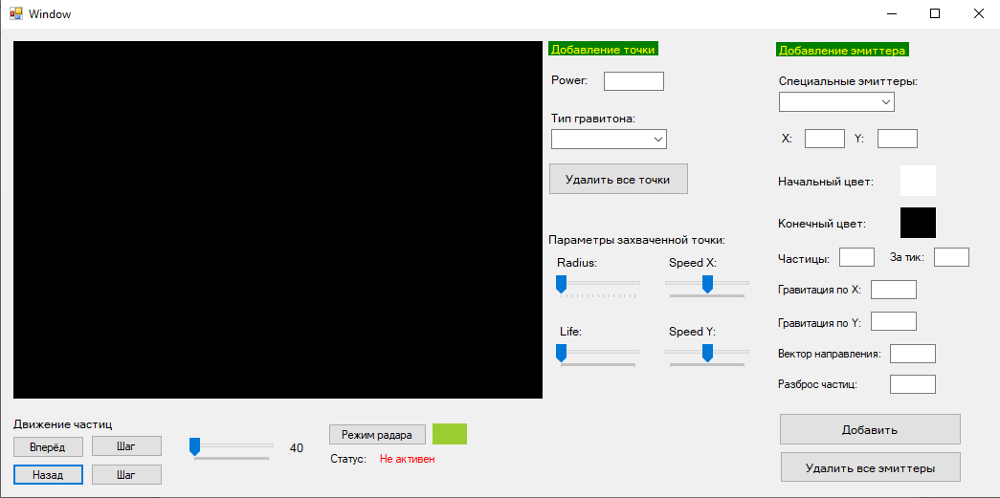 Window
Добавление точки
Power:
Тип гравитона:
Удалить все точки
Параметры захваченной точки:
Radius:
Speed X:
Life:
Speed Y:
Добавление эмиттера
Специальные эмиттеры:
X:
Y:
Начальный цвет:
Конечный цвет:
Частицы:
За тик:
Гравитация по X:
Гравитация по Y:
Вектор направления:
Разброс частиц:
Добавить
Удалить все эмиттеры
Движение частиц
Вперёд
Шаг
Назад
Шаг
40
Режим радара
Статус:
Не активен